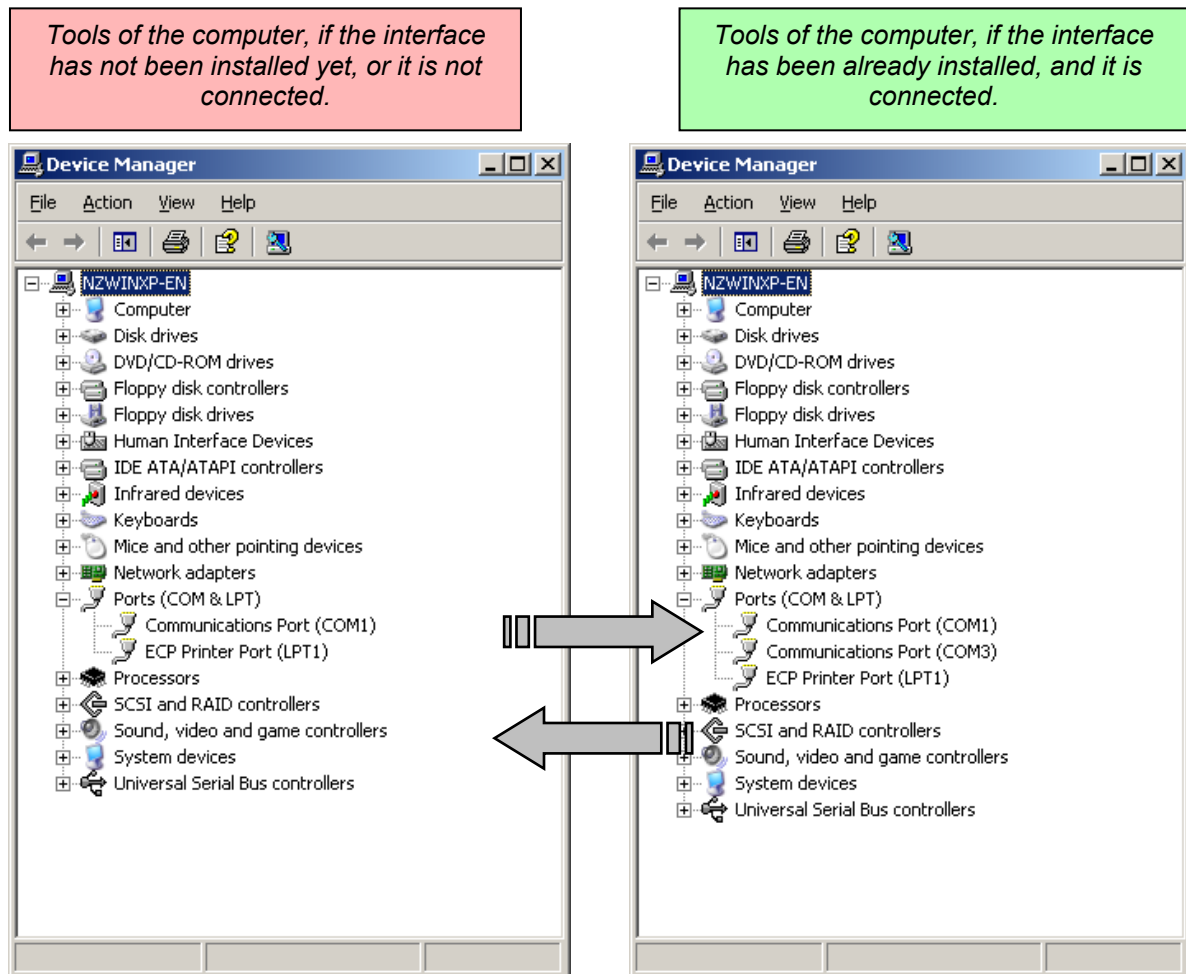 Tools of the computer, if the interface
has not been installed yet, or it is not
connected.
Tools of the computer, if the interface
has been already installed, and it is
connected.
Device Manager
File Action View Help
NZWINXP-EN
Computer
Disk drives
DVD/CD-ROM drives
Floppy disk controllers
Floppy disk drives
Human Interface Devices
IDE ATA/ATAPI controllers
Infrared devices
Keyboards
Mice and other pointing devices
Network adapters
Ports (COM & LPT)
Communications Port (COM1)
ECP Printer Port (LPT1)
Processors
SCSI and RAID controllers
Sound, video and game controllers
System devices
Universal Serial Bus controllers
Device Manager
File Action View Help
NZWINXP-EN
Computer
Disk drives
DVD/CD-ROM drives
Floppy disk controllers
Floppy disk drives
Human Interface Devices
IDE ATA/ATAPI controllers
Infrared devices
Keyboards
Mice and other pointing devices
Network adapters
Ports (COM & LPT)
Communications Port (COM1)
Communications Port (COM3)
ECP Printer Port (LPT1)
Processors
SCSI and RAID controllers
Sound, video and game controllers
System devices
Universal Serial Bus controllers